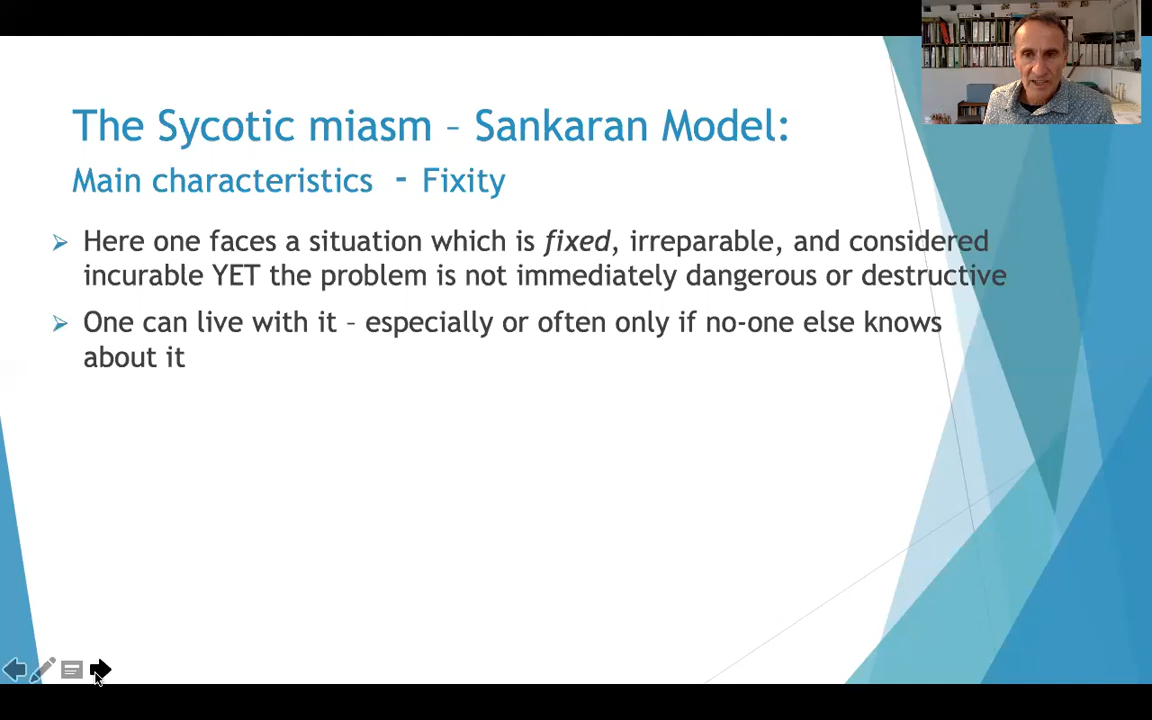 The Sycotic miasm – Sankaran Model:
Main characteristics - Fixity
Here one faces a situation which is fixed, irreparable, and considered
incurable YET the problem is not immediately dangerous or destructive
One can live with it – especially or often only if no-one else knows
about it